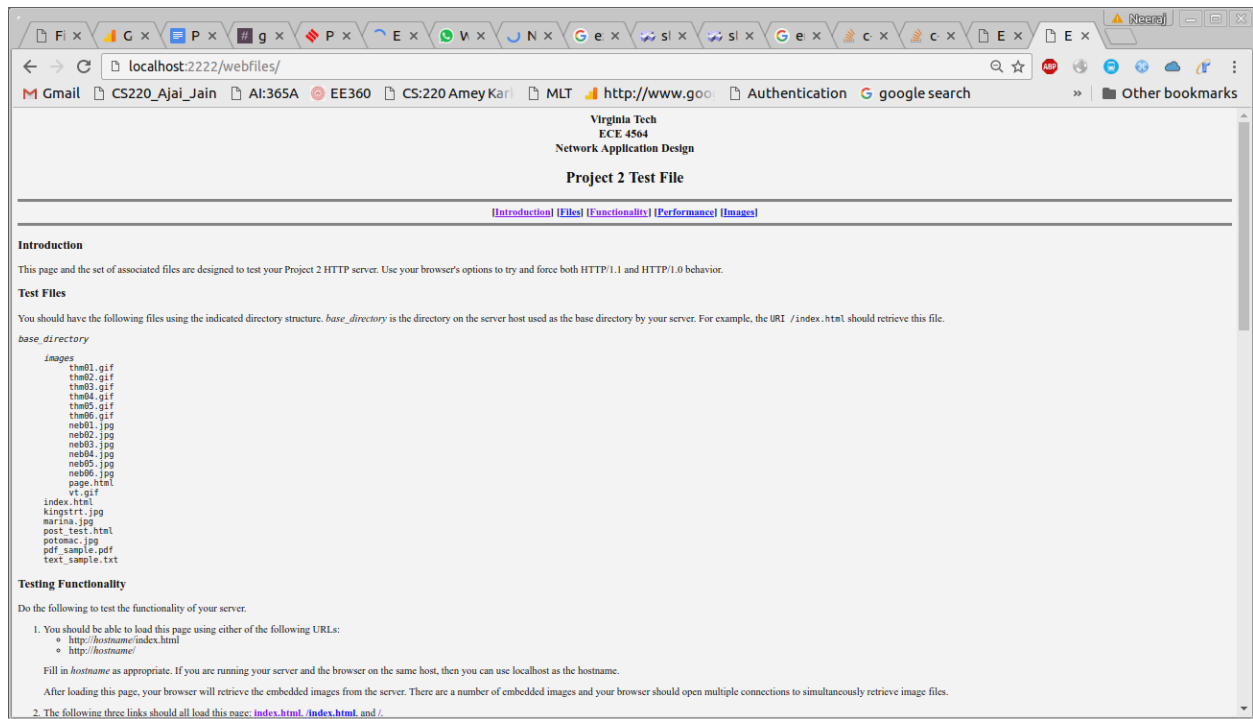 Neeraj
Fi G P # g P E W N G e: sl sl G e c- c- E E
localhost:2222/webfiles/
ABP
Gmail CS220_Ajai_Jain AI:365A EE360 CS:220 Amey Kar MLT http://www.goo Authentication google search » Other bookmarks
Virginia Tech
ECE 4564
Network Application Design
Project 2 Test File
[Introduction] [Files] [Functionality] [Performance] [Images]
Introduction
This page and the set of associated files are designed to test your Project 2 HTTP server. Use your browser's options to try and force both HTTP/1.1 and HTTP/1.0 behavior.
Test Files
You should have the following files using the indicated directory structure. base_directory is the directory on the server host used as the base directory by your server. For example, the URI /index.html should retrieve this file.
base_directory
images
thm01.gif
thm02.gif
thm03.gif
thm04.gif
thm05.gif
thm06.gif
neb01.jpg
neb02.jpg
neb03.jpg
neb04.jpg
neb05.jpg
neb06.jpg
page.html
vt.gif
index.html
kingstrt.jpg
marina.jpg
post_test.html
potomac.jpg
pdf_sample.pdf
text_sample.txt
Testing Functionality
Do the following to test the functionality of your server.
1. You should be able to load this page using either of the following URLs:
http://hostname/index.html
http://hostname/
Fill in hostname as appropriate. If you are running your server and the browser on the same host, then you can use localhost as the hostname.
After loading this page, your browser will retrieve the embedded images from the server. There are a number of embedded images and your browser should open multiple connections to simultaneously retrieve image files.
2. The following three links should all load this page: index.html, /index.html, and /.